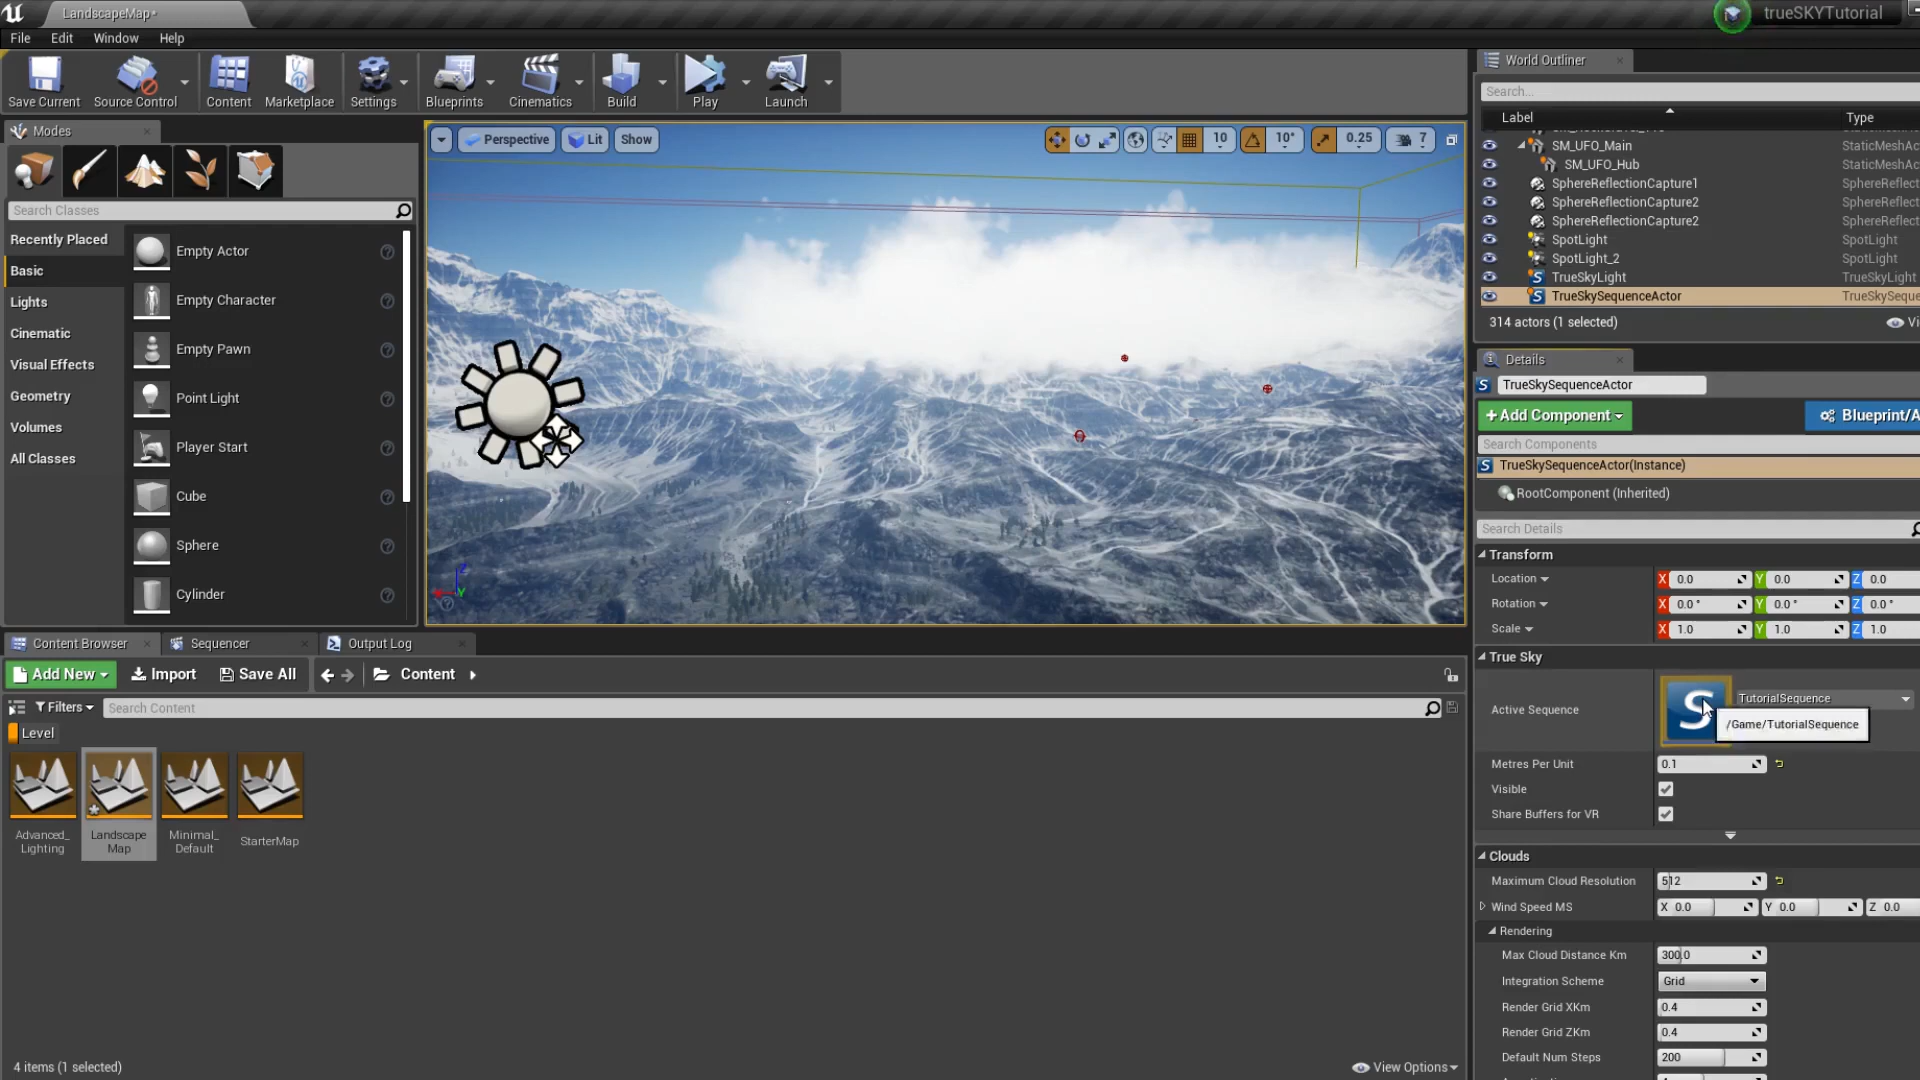 LandscapeMap*
trueSKYTutorial
File Edit Window Help
Save Current Source Control Content Marketplace Settings Blueprints Cinematics Build Play Launch
Modes
Search Classes
Recently Placed
Basic
Lights
Cinematic
Visual Effects
Geometry
Volumes
All Classes
Empty Actor
Empty Character
Empty Pawn
Point Light
Player Start
Cube
Sphere
Cylinder
Perspective Lit Show
10 10° 0.25 7
Z
Y
World Outliner
Search...
Label Type
SM_UFO_Main StaticMeshAc
SM_UFO_Hub StaticMeshAc
SphereReflectionCapture1 SphereReflect
SphereReflectionCapture2 SphereReflect
SphereReflectionCapture2 SphereReflect
SpotLight SpotLight
SpotLight_2 SpotLight
TrueSkyLight TrueSkyLight
TrueSkySequenceActor TrueSkySeque
314 actors (1 selected) Vi
Details
TrueSkySequenceActor
+Add Component Blueprint/A
Search Components
TrueSkySequenceActor(Instance)
RootComponent (Inherited)
Search Details
Transform
Location X 0.0 Y 0.0 Z 0.0
Rotation X 0.0° Y 0.0° Z 0.0°
Scale X 1.0 Y 1.0 Z 1.0
True Sky
Active Sequence TutorialSequence
/Game/TutorialSequence
Metres Per Unit 0.1
Visible
Share Buffers for VR
Clouds
Maximum Cloud Resolution 512
Wind Speed MS X 0.0 Y 0.0 Z 0.0
Rendering
Max Cloud Distance Km 300.0
Integration Scheme Grid
Render Grid XKm 0.4
Render Grid ZKm 0.4
Default Num Steps 200
Content Browser Sequencer Output Log
Add New Import Save All Content
Filters Search Content
Level
Advanced_
Lighting
Landscape
Map
Minimal_
Default
StarterMap
4 items (1 selected)
View Options